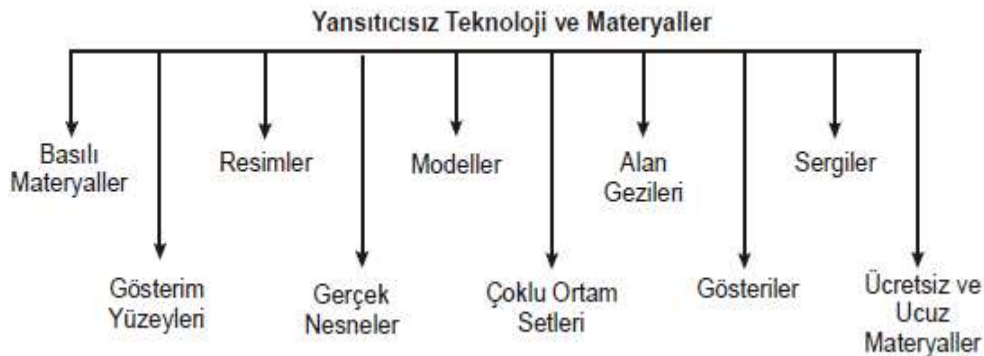 Yansıtıcısız Teknoloji ve Materyaller
Basılı
Materyaller
Resimler
Modeller
Alan
Gezileri
Sergiler
Gösterim
Yüzeyleri
Gerçek
Nesneler
Çoklu Ortam
Setleri
Gösteriler
Ücretsiz ve
Ucuz
Materyaller